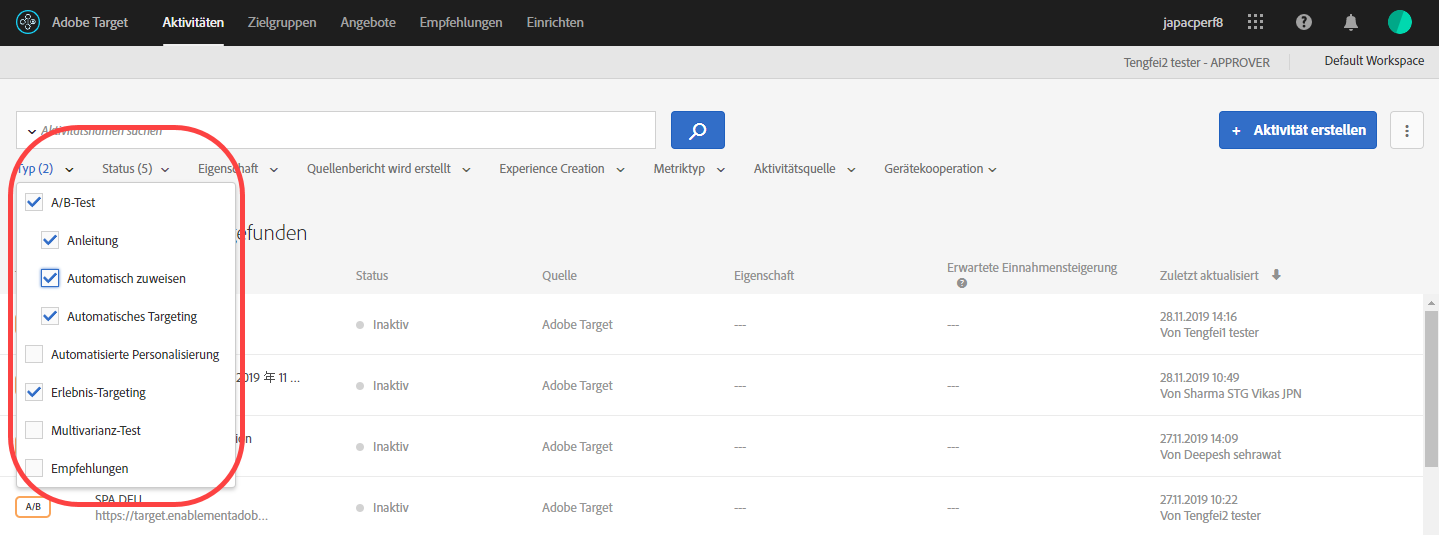 Adobe Target Aktivitäten Zielgruppen Angebote Empfehlungen Einrichten japacperf8
Tengfei2 tester - APPROVER Default Workspace
Aktivitätsnamen suchen
+ Aktivität erstellen
Typ (2) Status (5) Eigenschaft Quellenbericht wird erstellt Experience Creation Metriktyp Aktivitätsquelle Gerätekooperation
A/B-Test
Anleitung
Automatisch zuweisen
Automatisches Targeting
Automatisierte Personalisierung
Erlebnis-Targeting
Multivarianz-Test
Empfehlungen
gefunden
Status Quelle Eigenschaft Erwartete Einnahmensteigerung Zuletzt aktualisiert
Inaktiv Adobe Target --- --- 28.11.2019 14:16
Von Tengfei1 tester
2019 年 11 ...
Inaktiv Adobe Target --- --- 28.11.2019 10:49
Von Sharma STG Vikas JPN
ion
Inaktiv Adobe Target --- --- 27.11.2019 14:09
Von Deepesh sehrawat
A/B SPA DEU
https://target.enablementadob...
Inaktiv Adobe Target --- --- 27.11.2019 10:22
Von Tengfei2 tester